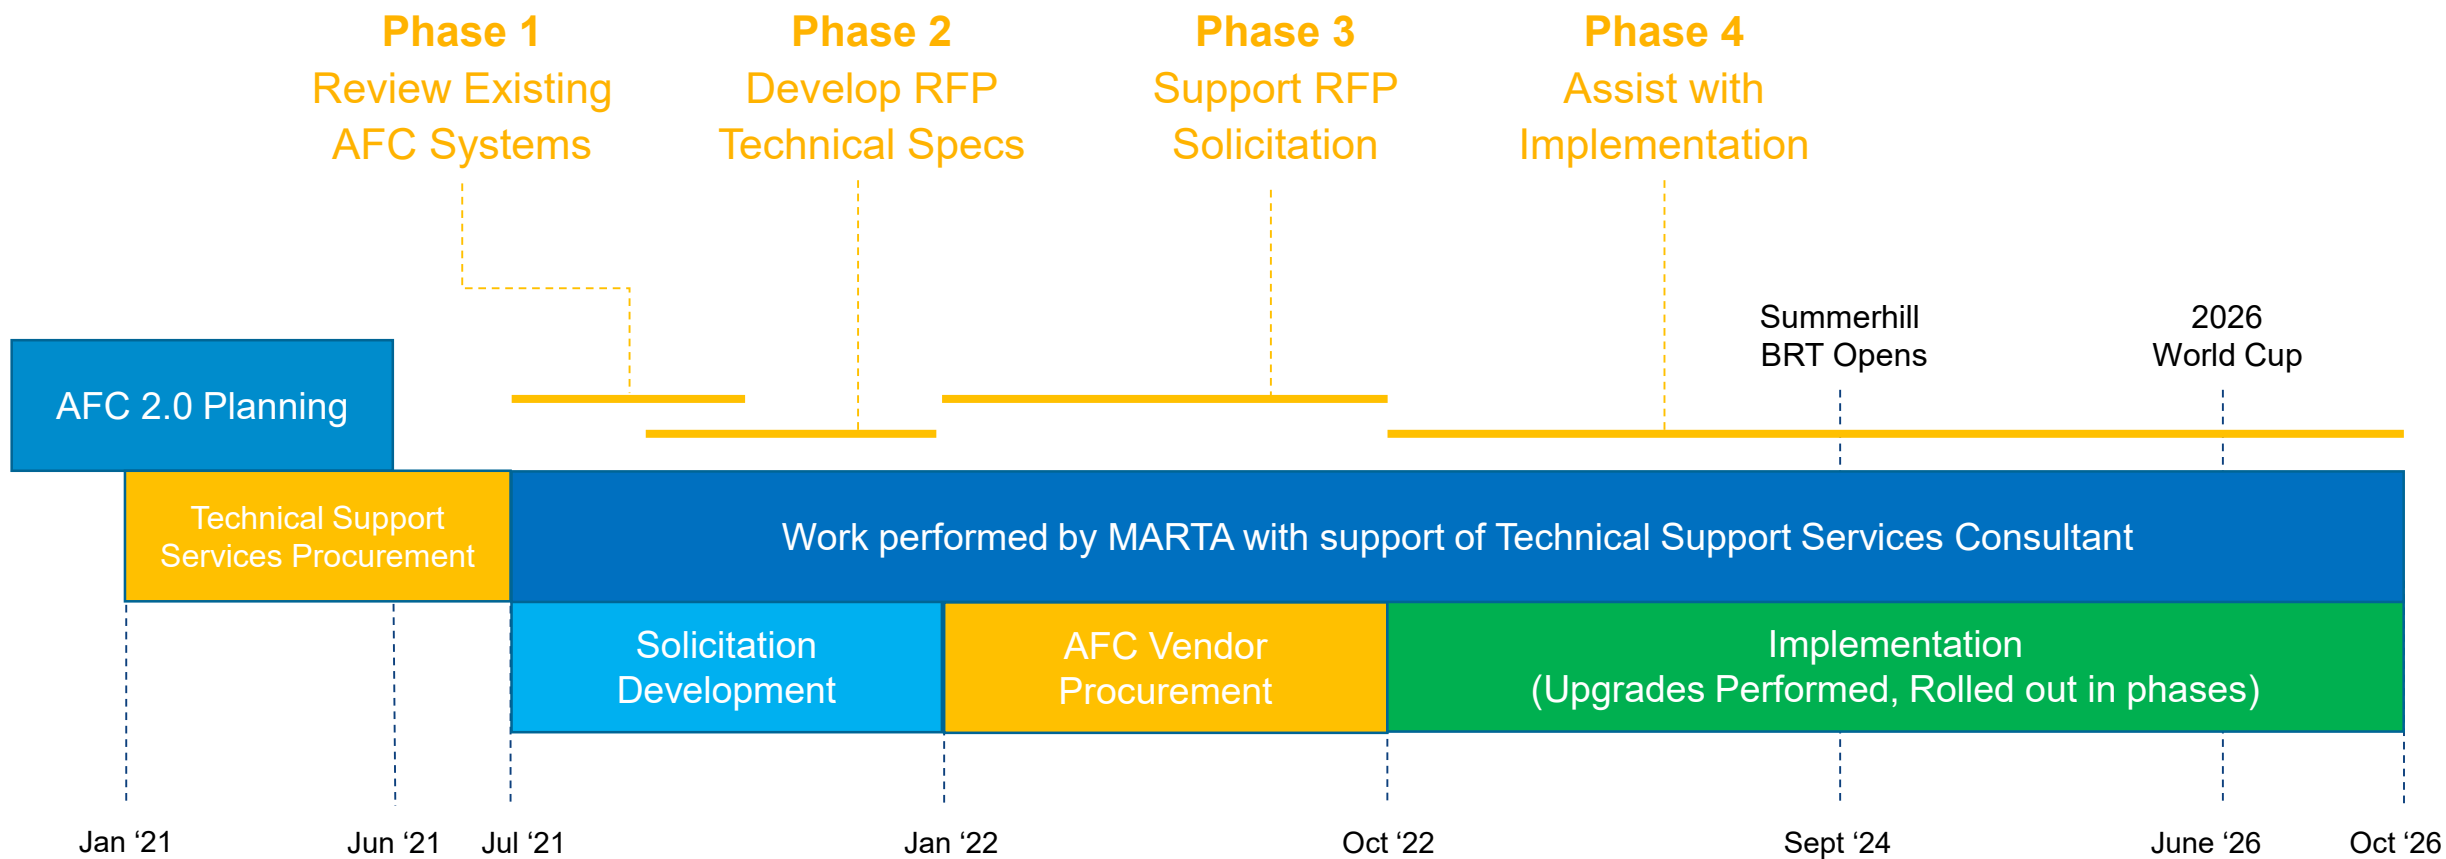 Phase 1
Review Existing
AFC Systems
Phase 2
Develop RFP
Technical Specs
Phase 3
Support RFP
Solicitation
Phase 4
Assist with
Implementation
Summerhill
BRT Opens
2026
World Cup
AFC 2.0 Planning
Technical Support
Services Procurement
Work performed by MARTA with support of Technical Support Services Consultant
Solicitation
Development
AFC Vendor
Procurement
Implementation
(Upgrades Performed, Rolled out in phases)
Jan ‘21
Jun ‘21
Jul ‘21
Jan ‘22
Oct ‘22
Sept ‘24
June ‘26
Oct ‘26